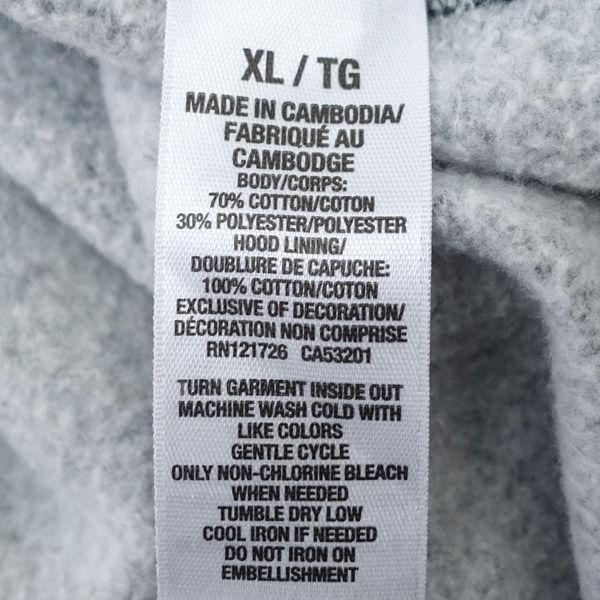 XL / TG
MADE IN CAMBODIA/
FABRIQUÉ AU
CAMBODGE
BODY/CORPS:
70% COTTON/COTON
30% POLYESTER/POLYESTER
HOOD LINING/
DOUBLURE DE CAPUCHE:
100% COTTON/COTON
EXCLUSIVE OF DECORATION/
DÉCORATION NON COMPRISE
RN121726 CA53201
TURN GARMENT INSIDE OUT
MACHINE WASH COLD WITH
LIKE COLORS
GENTLE CYCLE
ONLY NON-CHLORINE BLEACH
WHEN NEEDED
TUMBLE DRY LOW
COOL IRON IF NEEDED
DO NOT IRON ON
EMBELLISHMENT